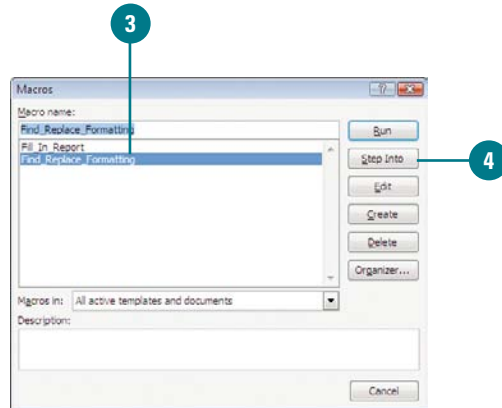 3
Macros
Macro name:
Find_Replace_Formatting
Run
Fill_In_Report
Find_Replace_Formatting
Step Into
4
Edit
Create
Delete
Organizer...
Macros in: All active templates and documents
Description:
Cancel